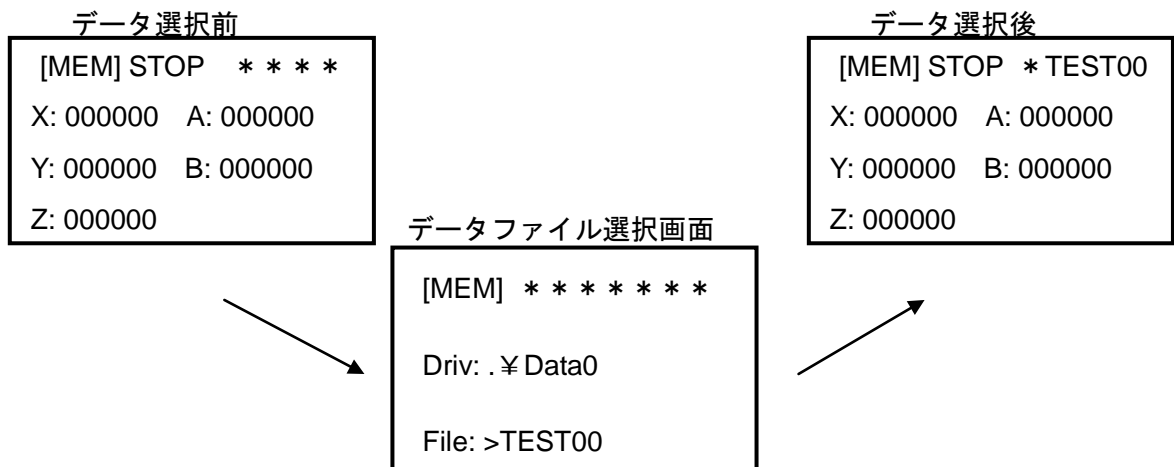 データ選択前
[MEM] STOP ****
X: 000000 A: 000000
Y: 000000 B: 000000
Z: 000000
データファイル選択画面
[MEM] *******
Driv: .¥Data0
File: >TEST00
データ選択後
[MEM] STOP *TEST00
X: 000000 A: 000000
Y: 000000 B: 000000
Z: 000000